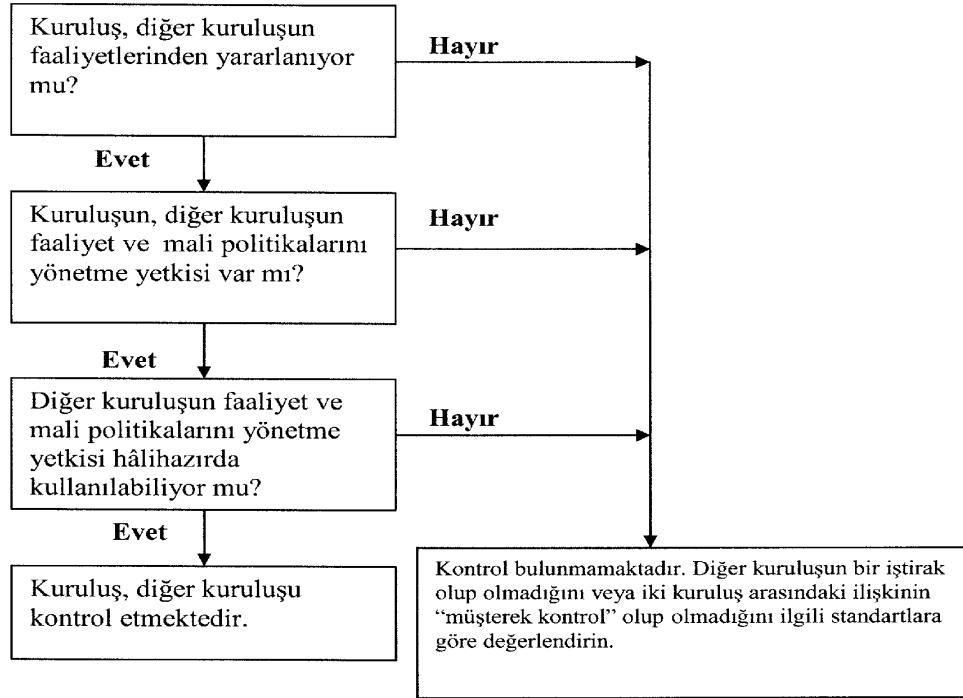 Kuruluş, diğer kuruluşun
faaliyetlerinden yararlanıyor
mu?
Hayır
Evet
Kuruluşun, diğer kuruluşun
faaliyet ve mali politikalarını
yönetme yetkisi var mı?
Hayır
Evet
Diğer kuruluşun faaliyet ve
mali politikalarını yönetme
yetkisi hâlihazırda
kullanılabiliyor mu?
Hayır
Evet
Kuruluş, diğer kuruluşu
kontrol etmektedir.
Kontrol bulunmamaktadır. Diğer kuruluşun bir iştirak
olup olmadığını veya iki kuruluş arasındaki ilişkinin
“müşterek kontrol” olup olmadığını ilgili standartlara
göre değerlendirin.